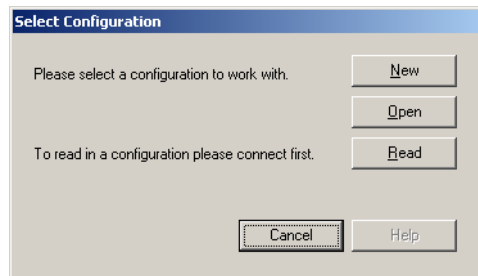 Select Configuration
Please select a configuration to work with.
New
Open
To read in a configuration please connect first.
Read
Cancel
Help